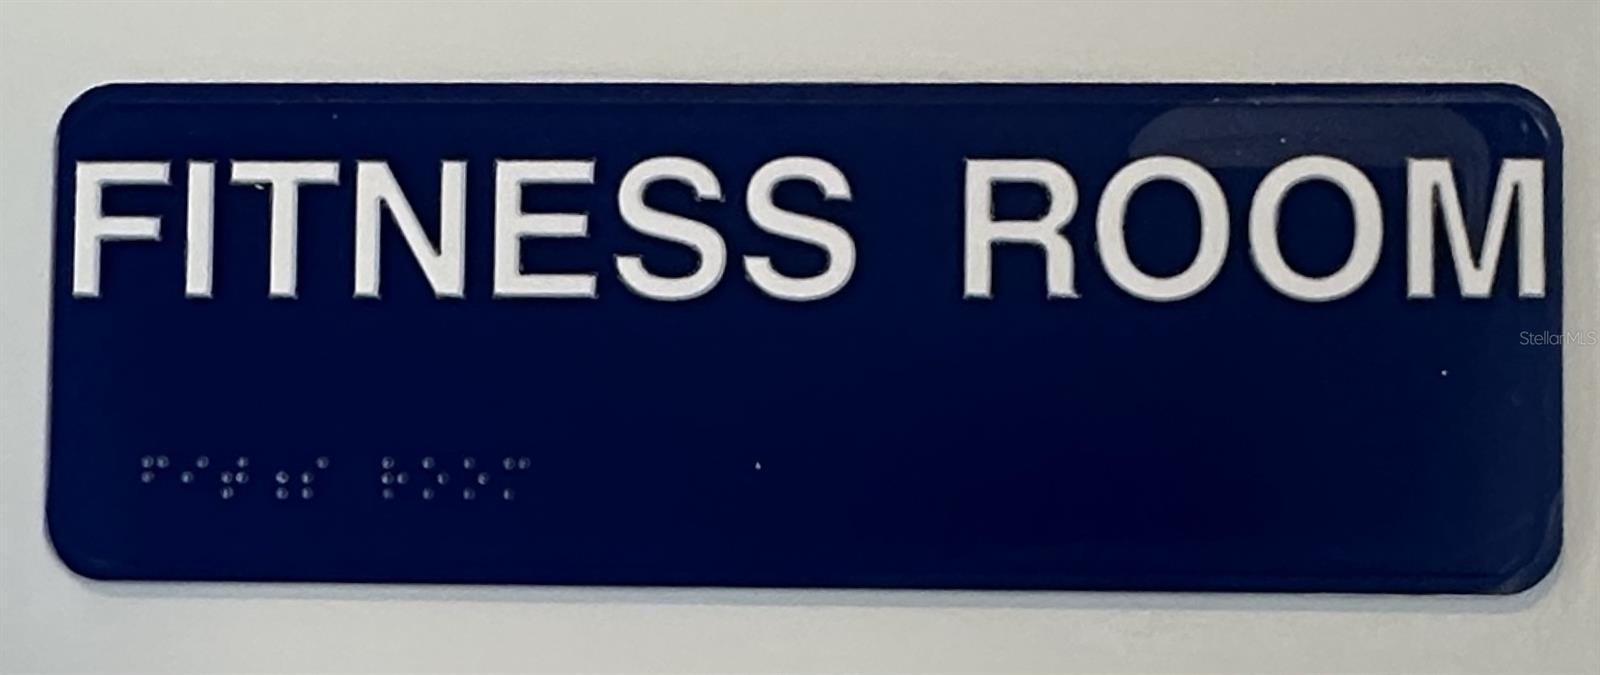 FITNESS ROOM
StellarMLS
⠋⠊⠞⠰⠎ ⠗⠕⠕⠍